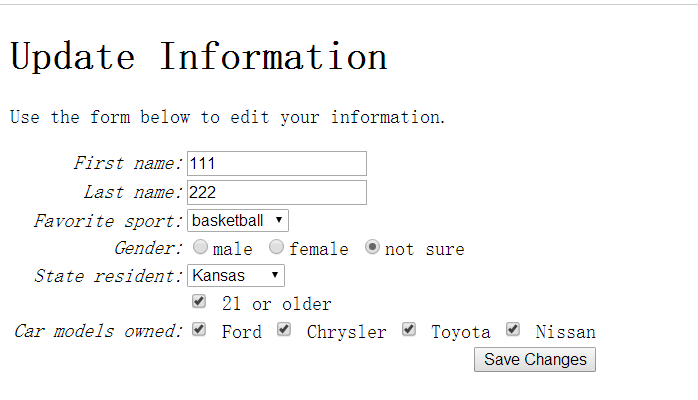 Update Information
Use the form below to edit your information.
First name: 111
Last name: 222
Favorite sport: basketball
Gender: male female not sure
State resident: Kansas
21 or older
Car models owned: Ford Chrysler Toyota Nissan
Save Changes